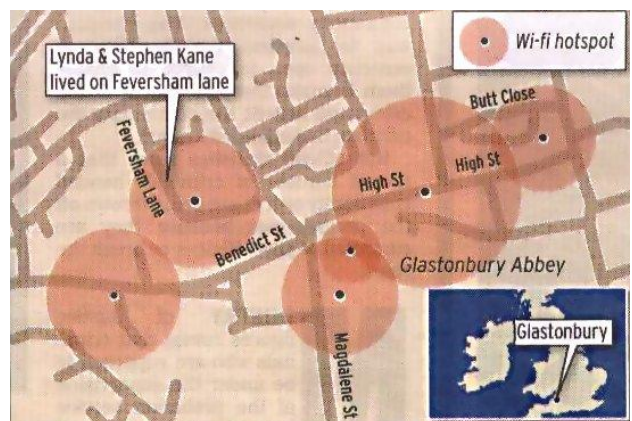 Lynda & Stephen Kane
lived on Feversham lane
Wi-fi hotspot
Butt Close
Feversham Lane
High St
High St
Benedict St
Glastonbury Abbey
Magdalene St
Glastonbury